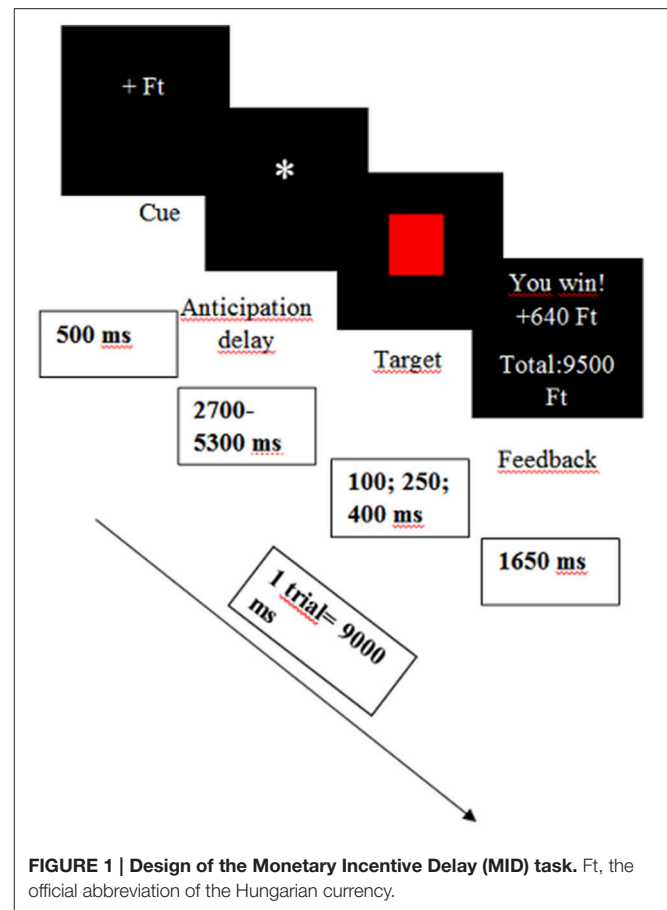 + Ft
*
Cue
You win!
+640 Ft
Total:9500
Ft
500 ms
Anticipation
delay
Target
2700-
5300 ms
Feedback
100; 250;
400 ms
1650 ms
1 trial= 9000
ms
FIGURE 1 | Design of the Monetary Incentive Delay (MID) task. Ft, the
official abbreviation of the Hungarian currency.